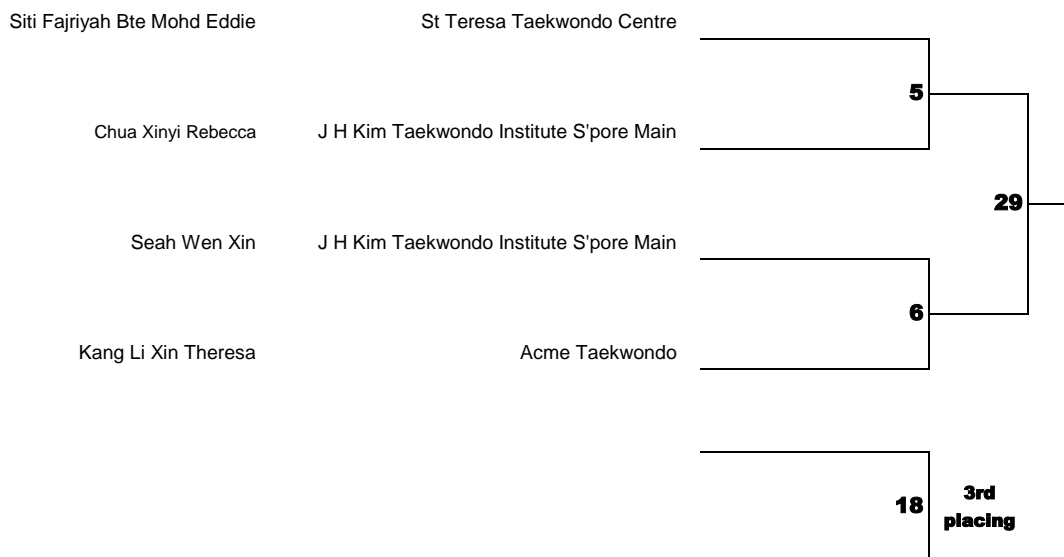 Siti Fajriyah Bte Mohd Eddie St Teresa Taekwondo Centre
5
Chua Xinyi Rebecca J H Kim Taekwondo Institute S'pore Main
29
Seah Wen Xin J H Kim Taekwondo Institute S'pore Main
6
Kang Li Xin Theresa Acme Taekwondo
18 3rd
placing